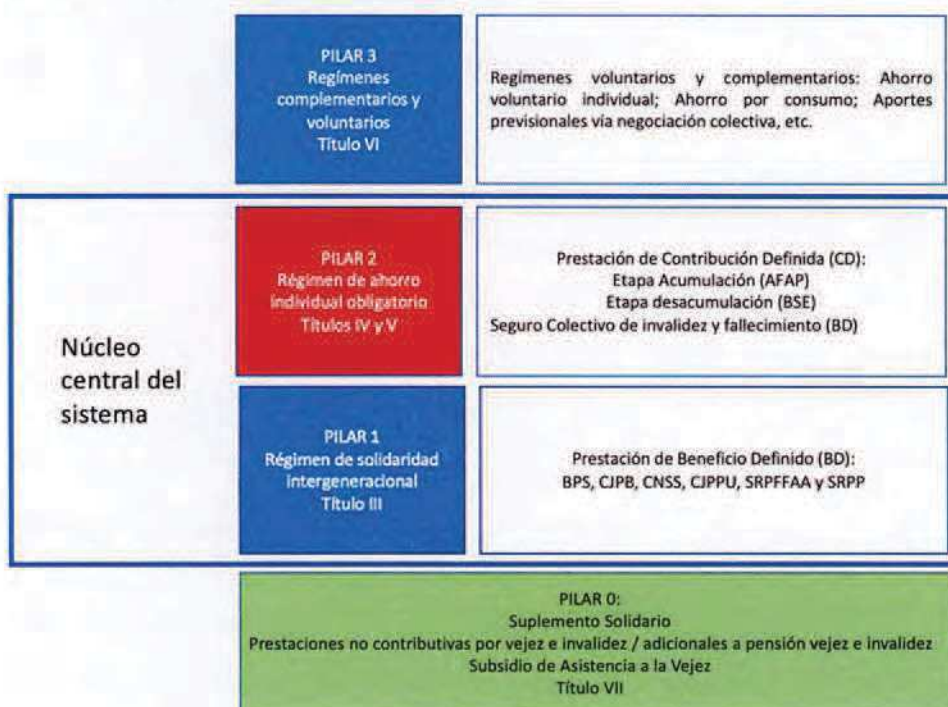 PILAR 3
Regímenes
complementarios y
voluntarios
Título VI
Regímenes voluntarios y complementarios: Ahorro
voluntario individual; Ahorro por consumo; Aportes
previsionales vía negociación colectiva, etc.
Núcleo
central del
sistema
PILAR 2
Régimen de ahorro
individual obligatorio
Títulos IV y V
Prestación de Contribución Definida (CD):
Etapa Acumulación (AFAP)
Etapa desacumulación (BSE)
Seguro Colectivo de invalidez y fallecimiento (BD)
PILAR 1
Régimen de solidaridad
intergeneracional
Título III
Prestación de Beneficio Definido (BD):
BPS, CJPB, CNSS, CJPPU, SRPFFAA y SRPP
PILAR 0:
Suplemento Solidario
Prestaciones no contributivas por vejez e invalidez / adicionales a pensión vejez e invalidez
Subsidio de Asistencia a la Vejez
Título VII